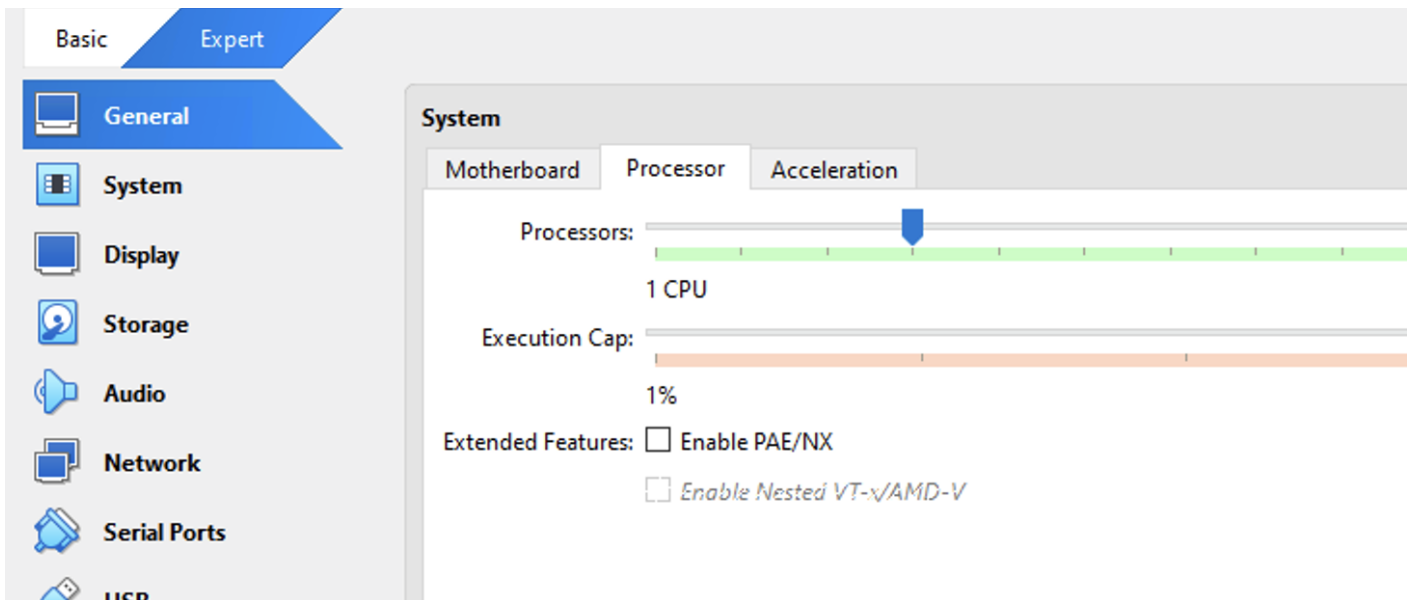 Basic
Expert
General
System
Display
Storage
Audio
Network
Serial Ports
USB
System
Motherboard
Processor
Acceleration
Processors:
1 CPU
Execution Cap:
1%
Extended Features:
Enable PAE/NX
Enable Nested VT-x/AMD-V